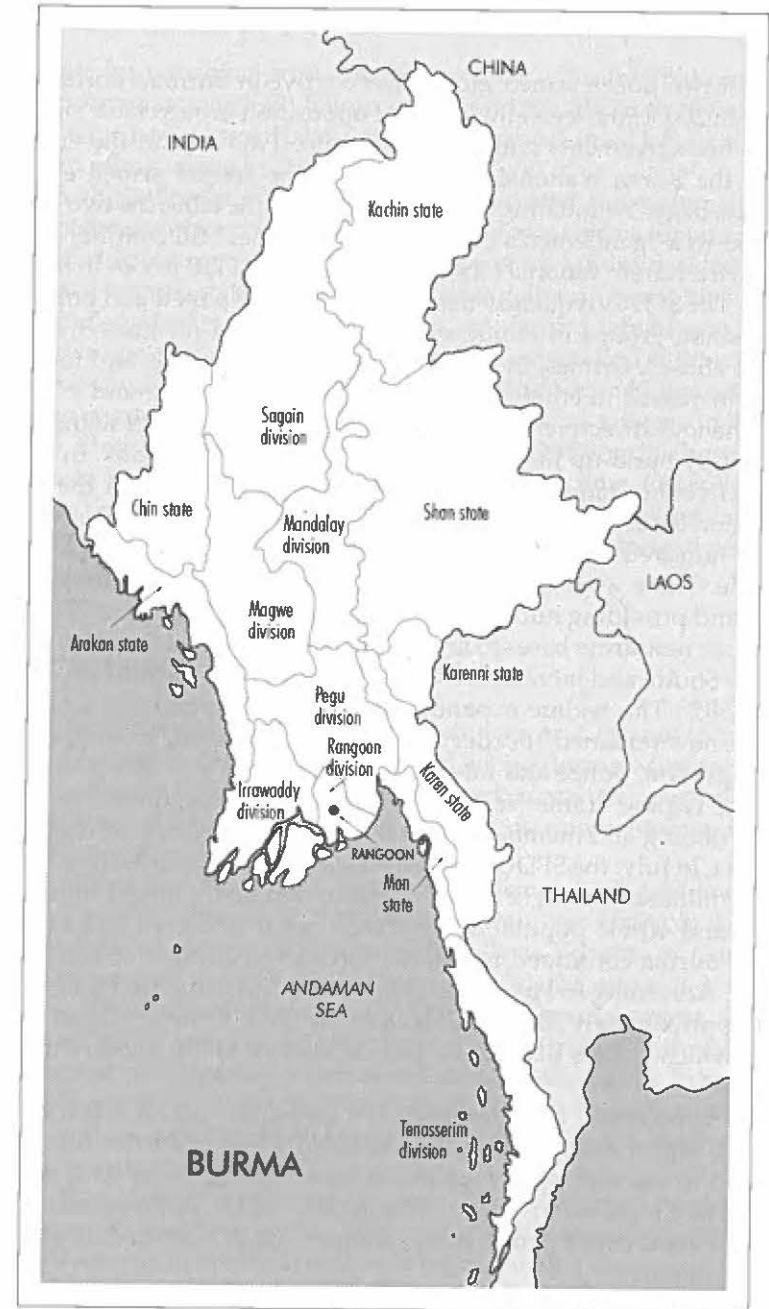 CHINA
INDIA
Kachin state
Sagain
division
Chin state
Mandalay
division
Shan state
LAOS
Magwe
division
Arakan state
Karenni state
Pegu
division
Rangoon
division
Irrawaddy
division
Karen state
RANGOON
Mon
state
THAILAND
ANDAMAN
SEA
Tenasserim
division
BURMA